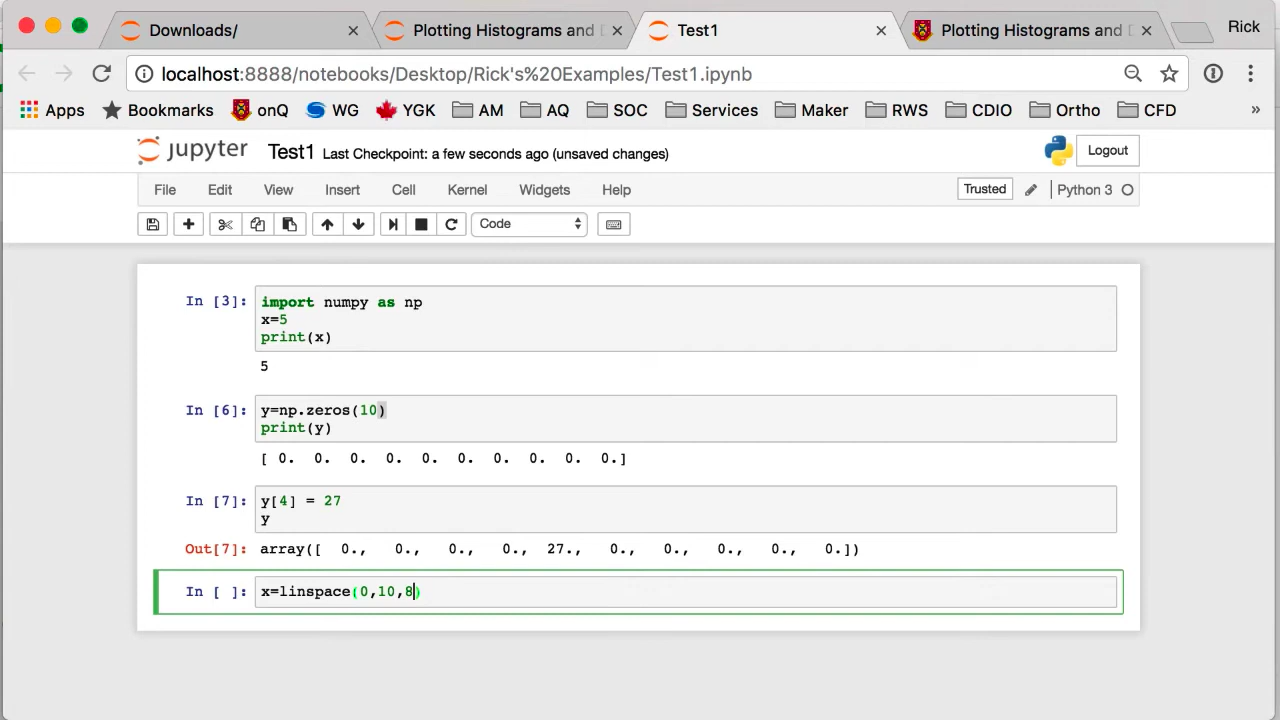 Downloads/
Plotting Histograms and D
Test1
Plotting Histograms and D
Rick
localhost:8888/notebooks/Desktop/Rick's%20Examples/Test1.ipynb
Apps Bookmarks onQ WG YGK AM AQ SOC Services Maker RWS CDIO Ortho CFD »
jupyter Test1 Last Checkpoint: a few seconds ago (unsaved changes) Logout
File Edit View Insert Cell Kernel Widgets Help Trusted Python 3
Code
In [3]: import numpy as np
x=5
print(x)
5
In [6]: y=np.zeros(10)
print(y)
[ 0. 0. 0. 0. 0. 0. 0. 0. 0. 0.]
In [7]: y[4] = 27
y
Out[7]: array([ 0., 0., 0., 0., 27., 0., 0., 0., 0., 0.])
In [ ]: x=linspace(0,10,8)